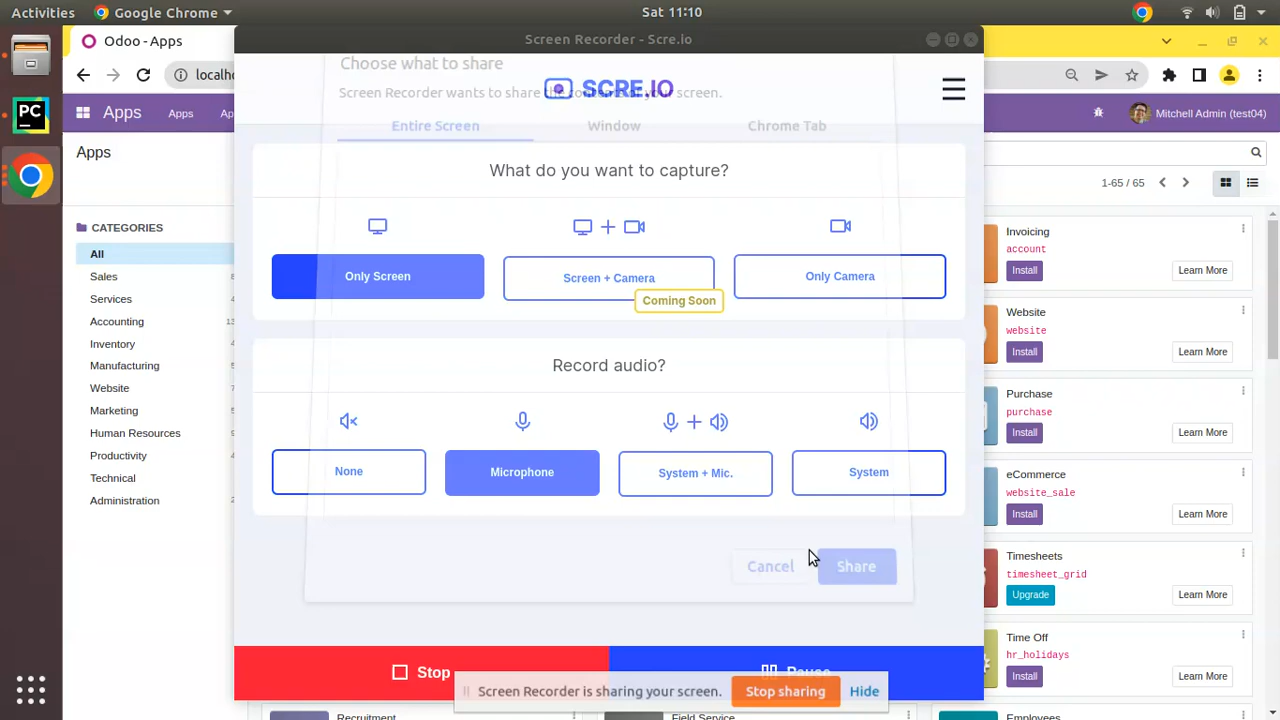 Activities
Google Chrome
Sat 11:10
Odoo - Apps
Screen Recorder - Scre.io
localh
Choose what to share
SCRE.IO
Screen Recorder wants to share the contents of your screen.
Apps
Apps
Ap
Mitchell Admin (test04)
Entire Screen
Window
Chrome Tab
Apps
What do you want to capture?
1-65 / 65
CATEGORIES
All
Sales
Services
Accounting
Inventory
Manufacturing
Website
Marketing
Human Resources
Productivity
Technical
Administration
Only Screen
Screen + Camera
Only Camera
Coming Soon
Record audio?
None
Microphone
System + Mic.
System
Cancel
Share
Stop
Pause
Screen Recorder is sharing your screen.
Stop sharing
Hide
Invoicing
account
Install
Learn More
Website
website
Install
Learn More
Purchase
purchase
Install
Learn More
eCommerce
website_sale
Install
Learn More
Timesheets
timesheet_grid
Upgrade
Learn More
Time Off
hr_holidays
Install
Learn More
Recruitment
Field Service
Employees
PC